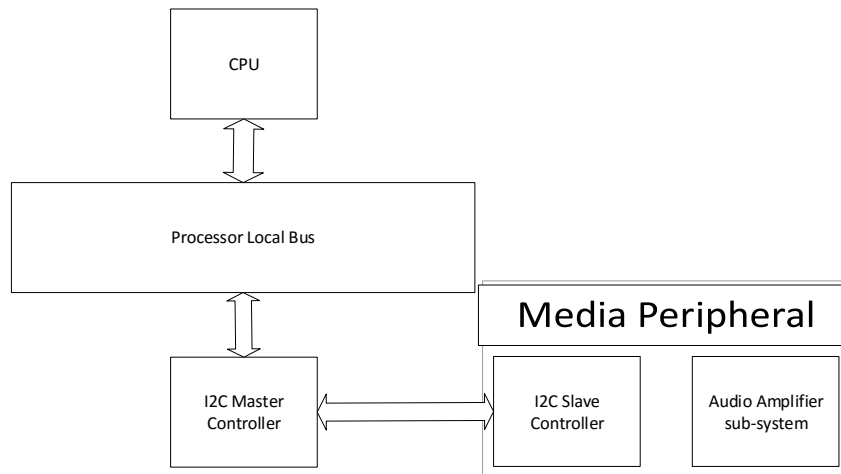 CPU
Processor Local Bus
Media Peripheral
I2C Master
Controller
I2C Slave
Controller
Audio Amplifier
sub-system